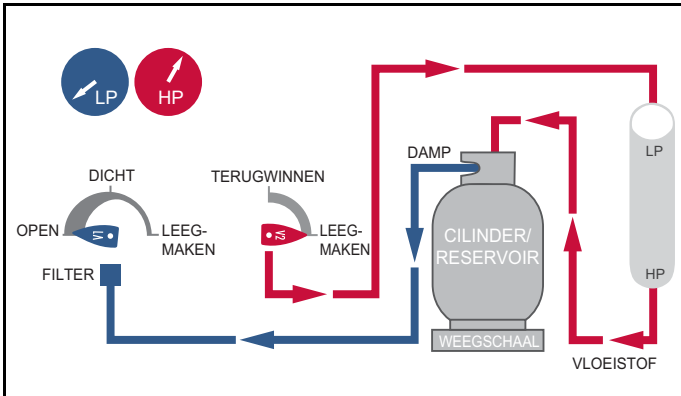 LP
HP
DICHT
OPEN
V1
LEEG-
MAKEN
FILTER
TERUGWINNEN
V2
LEEG-
MAKEN
DAMP
CILINDER/
RESERVOIR
WEEGSCHAAL
LP
HP
VLOEISTOF